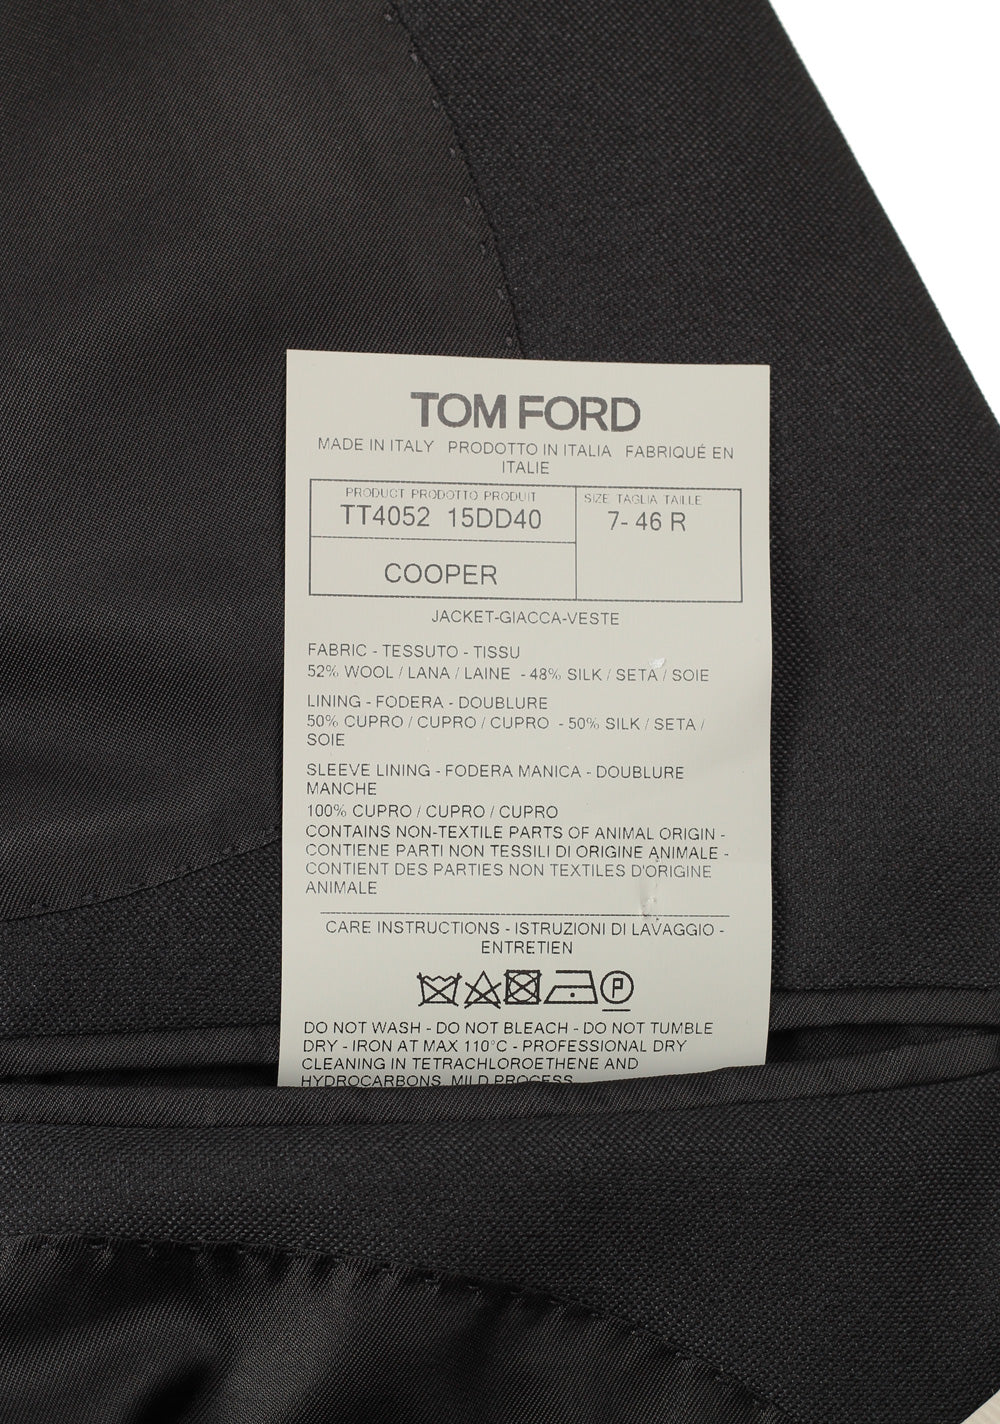 TOM FORD
MADE IN ITALY PRODOTTO IN ITALIA FABRIQUÉ EN
ITALIE
PRODUCT PRODOTTO PRODUIT
TT4052 15DD40
SIZE TAGLIA TAILLE
7- 46 R
COOPER
JACKET-GIACCA-VESTE
FABRIC - TESSUTO - TISSU
52% WOOL / LANA / LAINE - 48% SILK / SETA / SOIE
LINING - FODERA - DOUBLURE
50% CUPRO / CUPRO / CUPRO - 50% SILK / SETA /
SOIE
SLEEVE LINING - FODERA MANICA - DOUBLURE
MANCHE
100% CUPRO / CUPRO / CUPRO
CONTAINS NON-TEXTILE PARTS OF ANIMAL ORIGIN -
CONTIENE PARTI NON TESSILI DI ORIGINE ANIMALE -
CONTIENT DES PARTIES NON TEXTILES D'ORIGINE
ANIMALE
CARE INSTRUCTIONS - ISTRUZIONI DI LAVAGGIO -
ENTRETIEN
P
DO NOT WASH - DO NOT BLEACH - DO NOT TUMBLE
DRY - IRON AT MAX 110°C - PROFESSIONAL DRY
CLEANING IN TETRACHLOROETHENE AND
HYDROCARBONS, MILD PROCESS